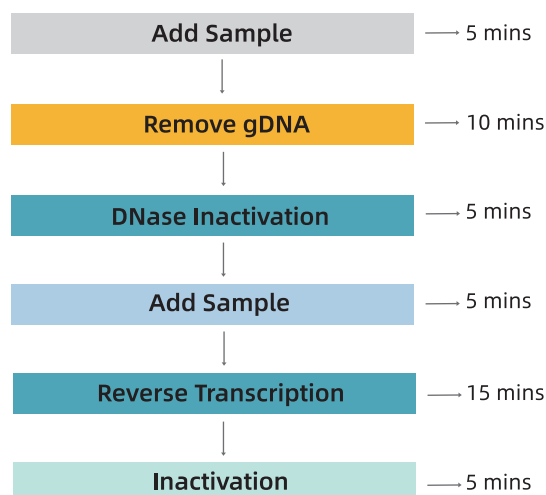 Add Sample 5 mins
Remove gDNA 10 mins
DNase Inactivation 5 mins
Add Sample 5 mins
Reverse Transcription 15 mins
Inactivation 5 mins